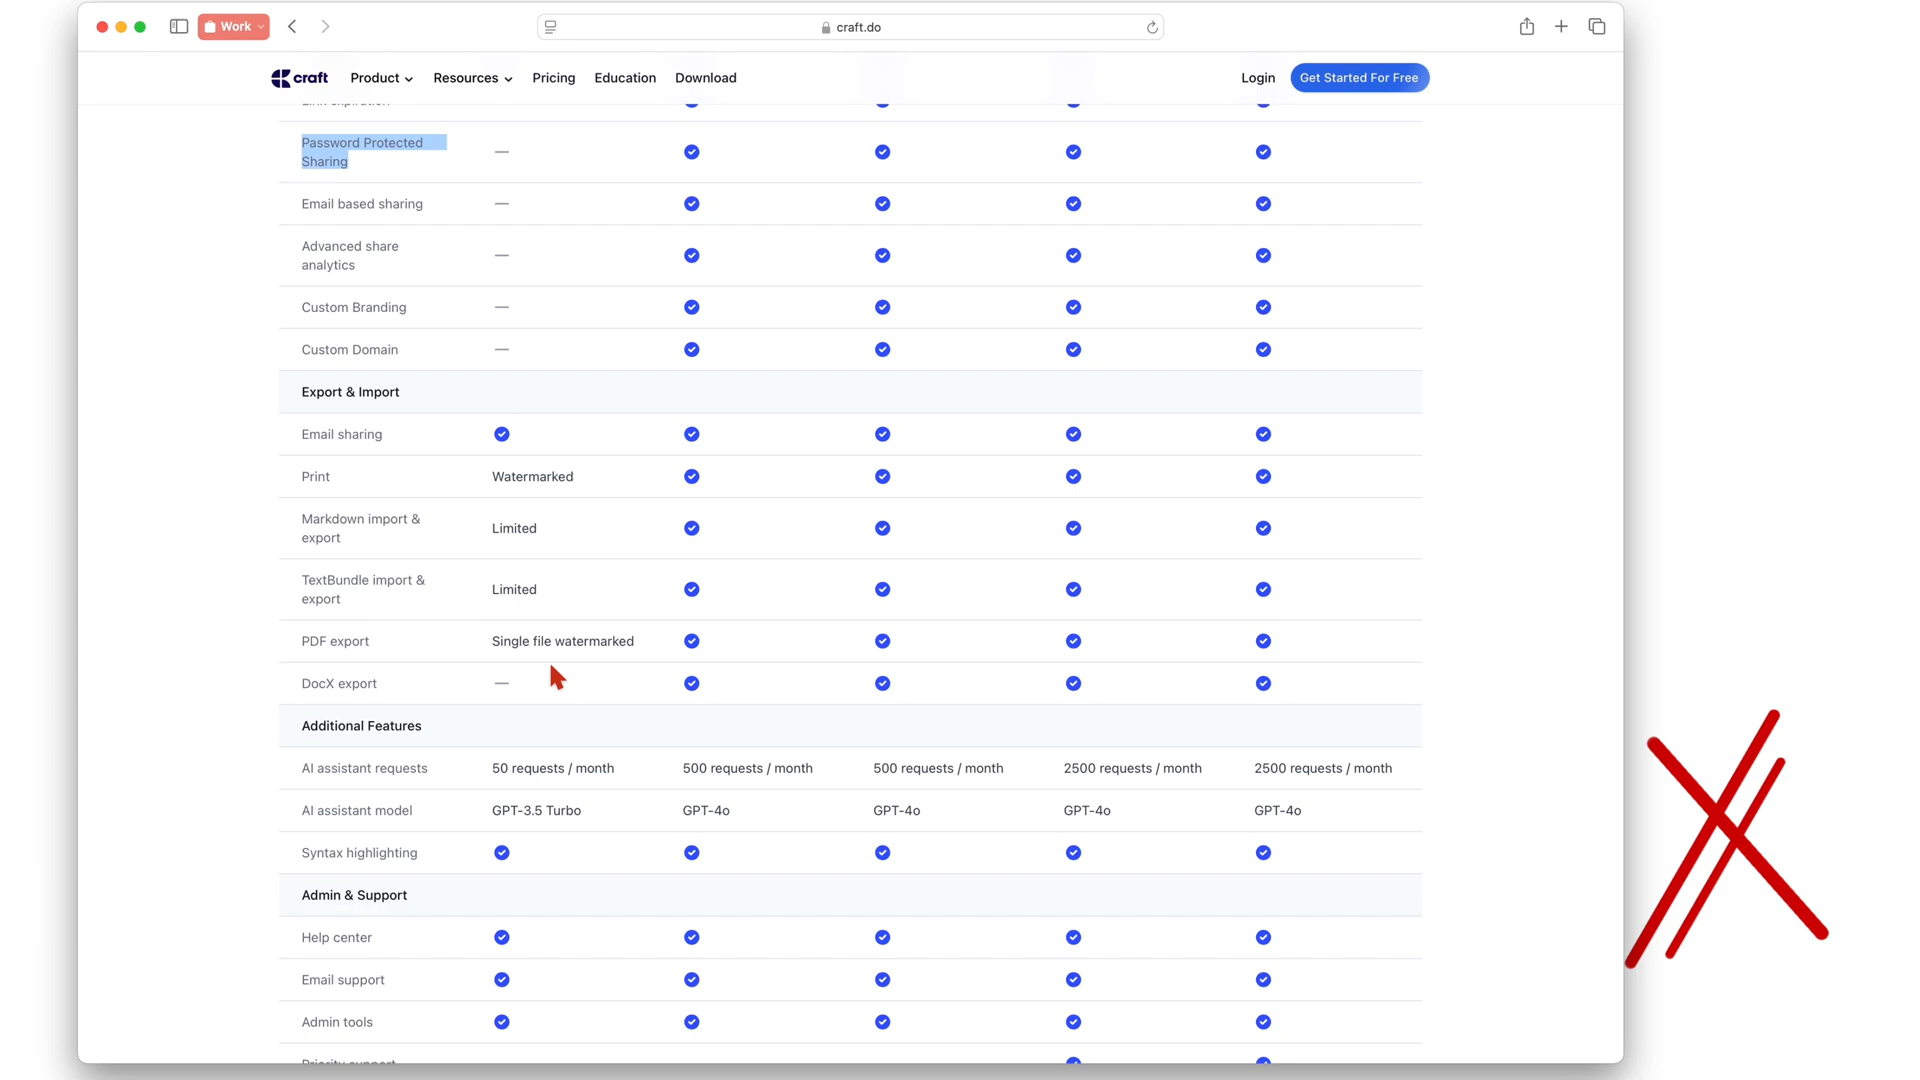 Work
craft.do
craft
Product
Resources
Pricing
Education
Download
Login
Get Started For Free
Link expiration
Password Protected
Sharing
Email based sharing
Advanced share
analytics
Custom Branding
Custom Domain
Export & Import
Email sharing
Print Watermarked
Markdown import &
export
Limited
TextBundle import &
export
Limited
PDF export Single file watermarked
DocX export
Additional Features
AI assistant requests 50 requests / month 500 requests / month 500 requests / month 2500 requests / month 2500 requests / month
AI assistant model GPT-3.5 Turbo GPT-4o GPT-4o GPT-4o GPT-4o
Syntax highlighting
Admin & Support
Help center
Email support
Admin tools
Priority support